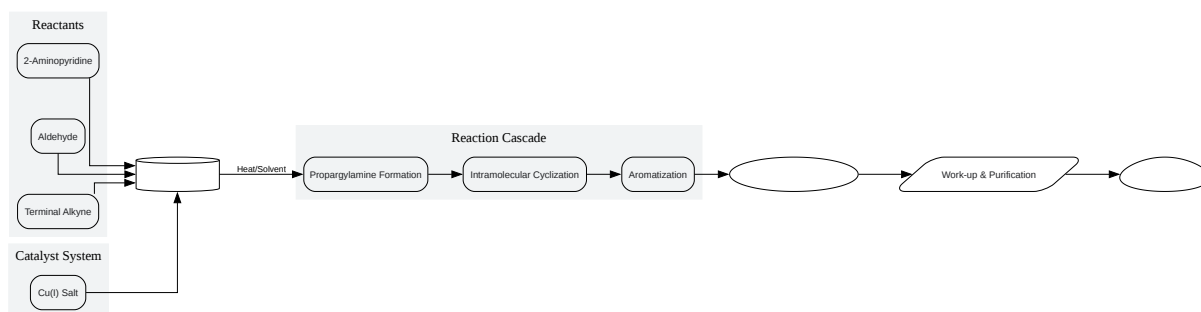 Reactants
2-Aminopyridine
Aldehyde
Terminal Alkyne
Catalyst System
Cu(I) Salt
Heat/Solvent
Reaction Cascade
Propargylamine Formation
Intramolecular Cyclization
Aromatization
Work-up & Purification